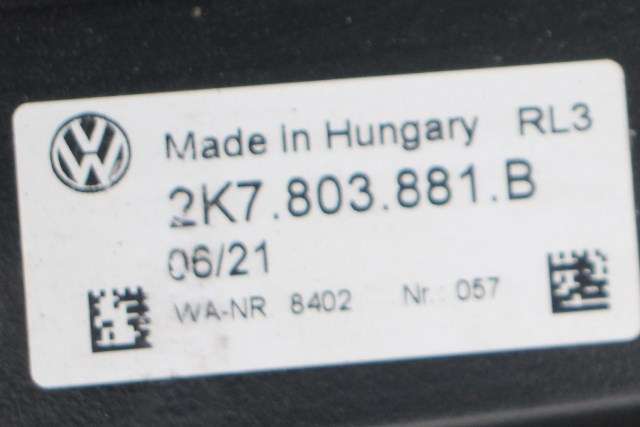 Made In Hungary RL3
2K7.803.881.B
06/21
WA-NR 8402 Nr.: 057